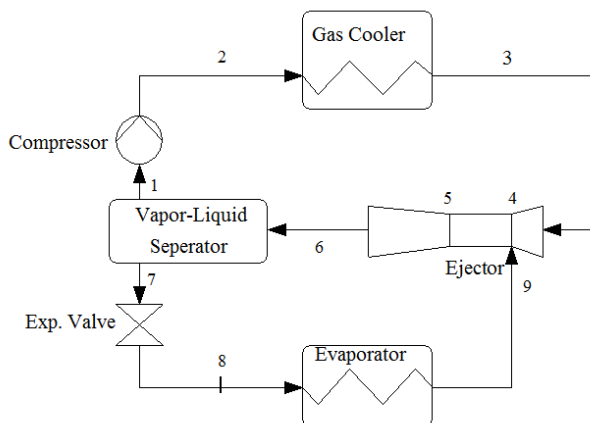 Gas Cooler
2
3
Compressor
1
Vapor-Liquid
Seperator
5
4
6
Ejector
9
7
Exp. Valve
8
Evaporator